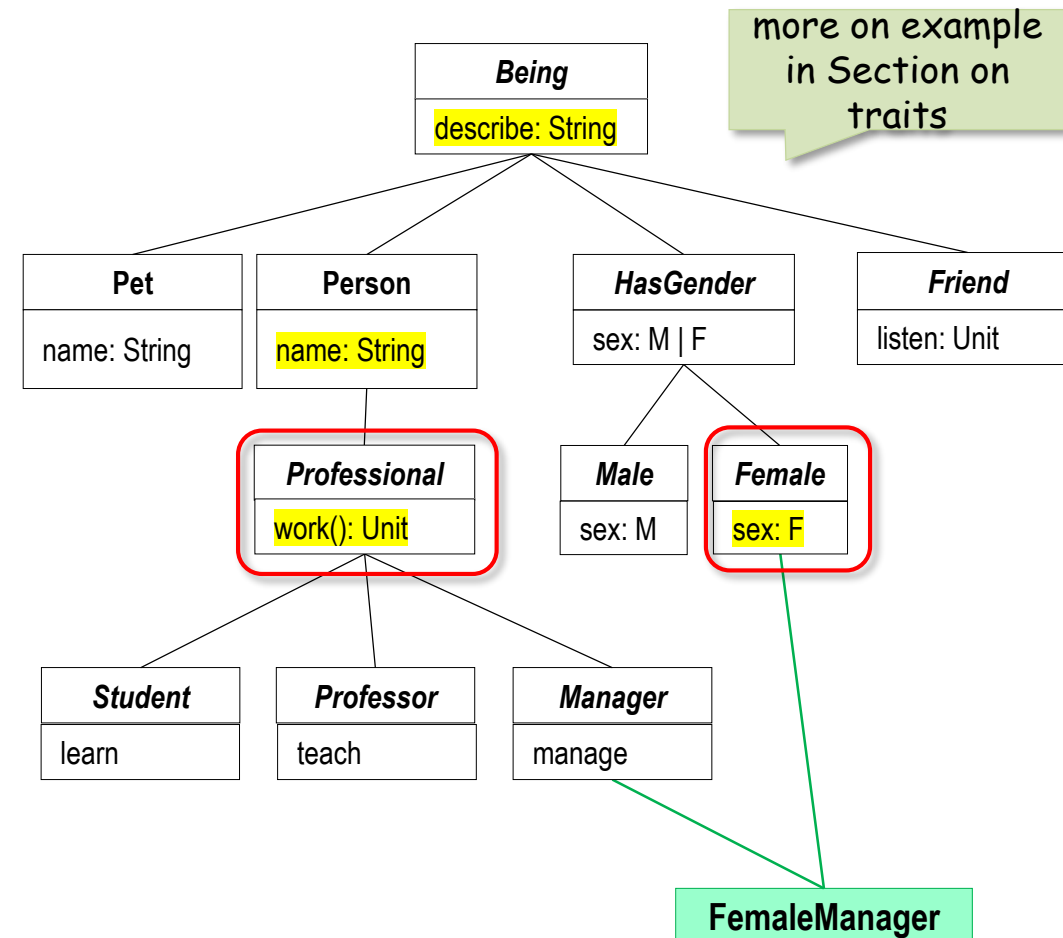 more on example
in Section on
traits
Being
describe: String
Pet
name: String
Person
name: String
HasGender
sex: M | F
Friend
listen: Unit
Professional
work(): Unit
Male
sex: M
Female
sex: F
Student
learn
Professor
teach
Manager
manage
FemaleManager